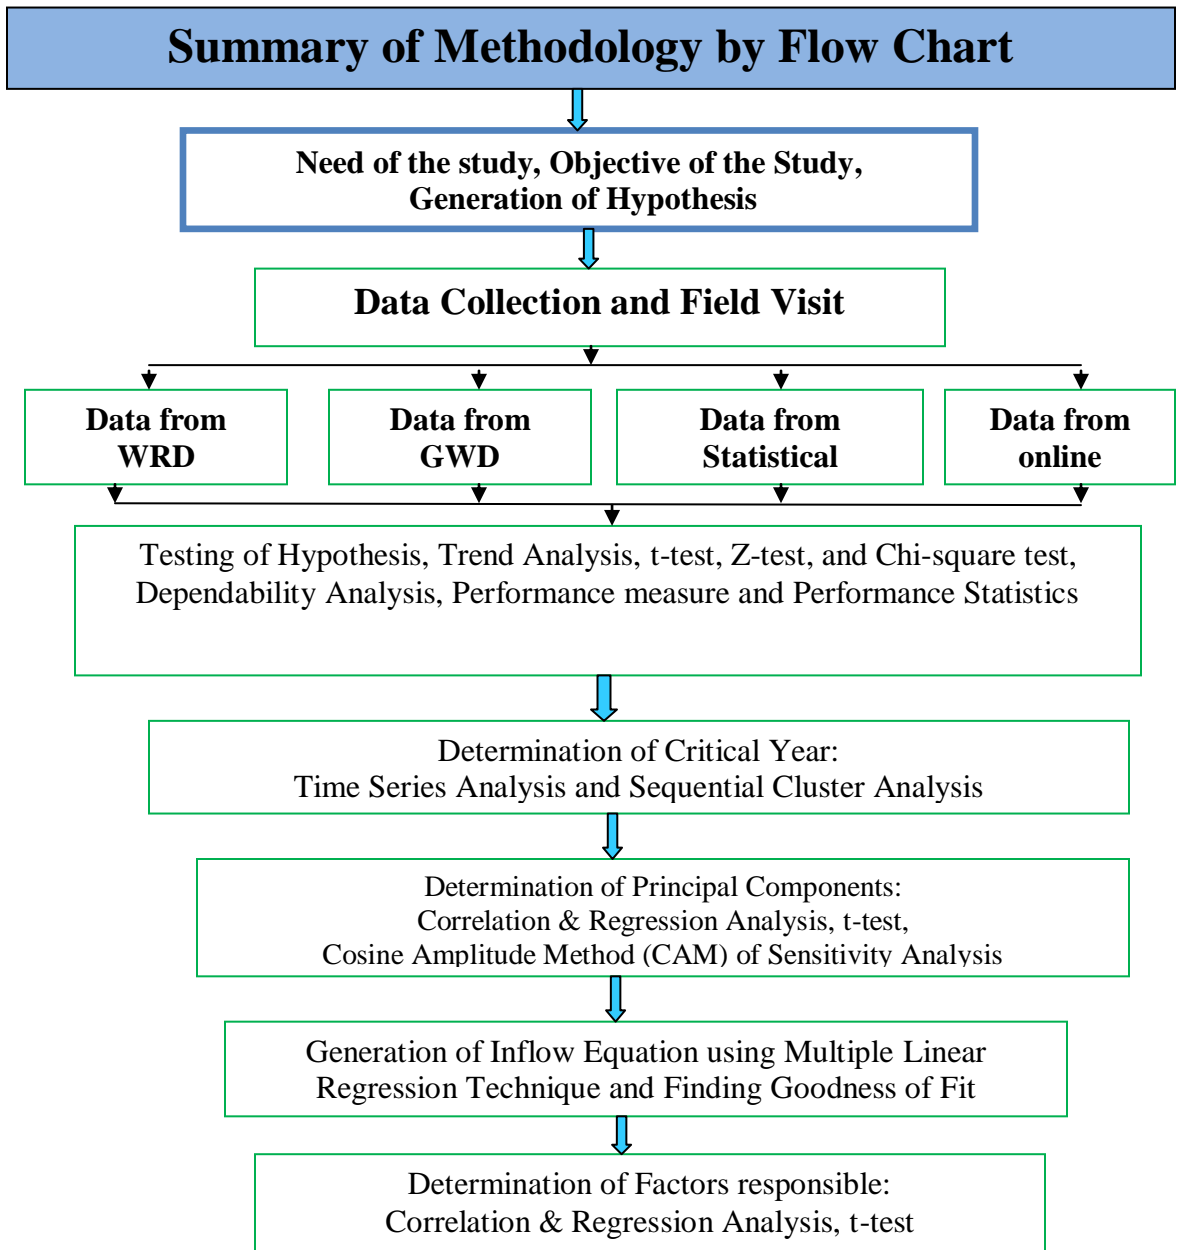 Summary of Methodology by Flow Chart
Need of the study, Objective of the Study,
Generation of Hypothesis
Data Collection and Field Visit
Data from
WRD
Data from
GWD
Data from
Statistical
Data from
online
Testing of Hypothesis, Trend Analysis, t-test, Z-test, and Chi-square test,
Dependability Analysis, Performance measure and Performance Statistics
Determination of Critical Year:
Time Series Analysis and Sequential Cluster Analysis
Determination of Principal Components:
Correlation & Regression Analysis, t-test,
Cosine Amplitude Method (CAM) of Sensitivity Analysis
Generation of Inflow Equation using Multiple Linear
Regression Technique and Finding Goodness of Fit
Determination of Factors responsible:
Correlation & Regression Analysis, t-test